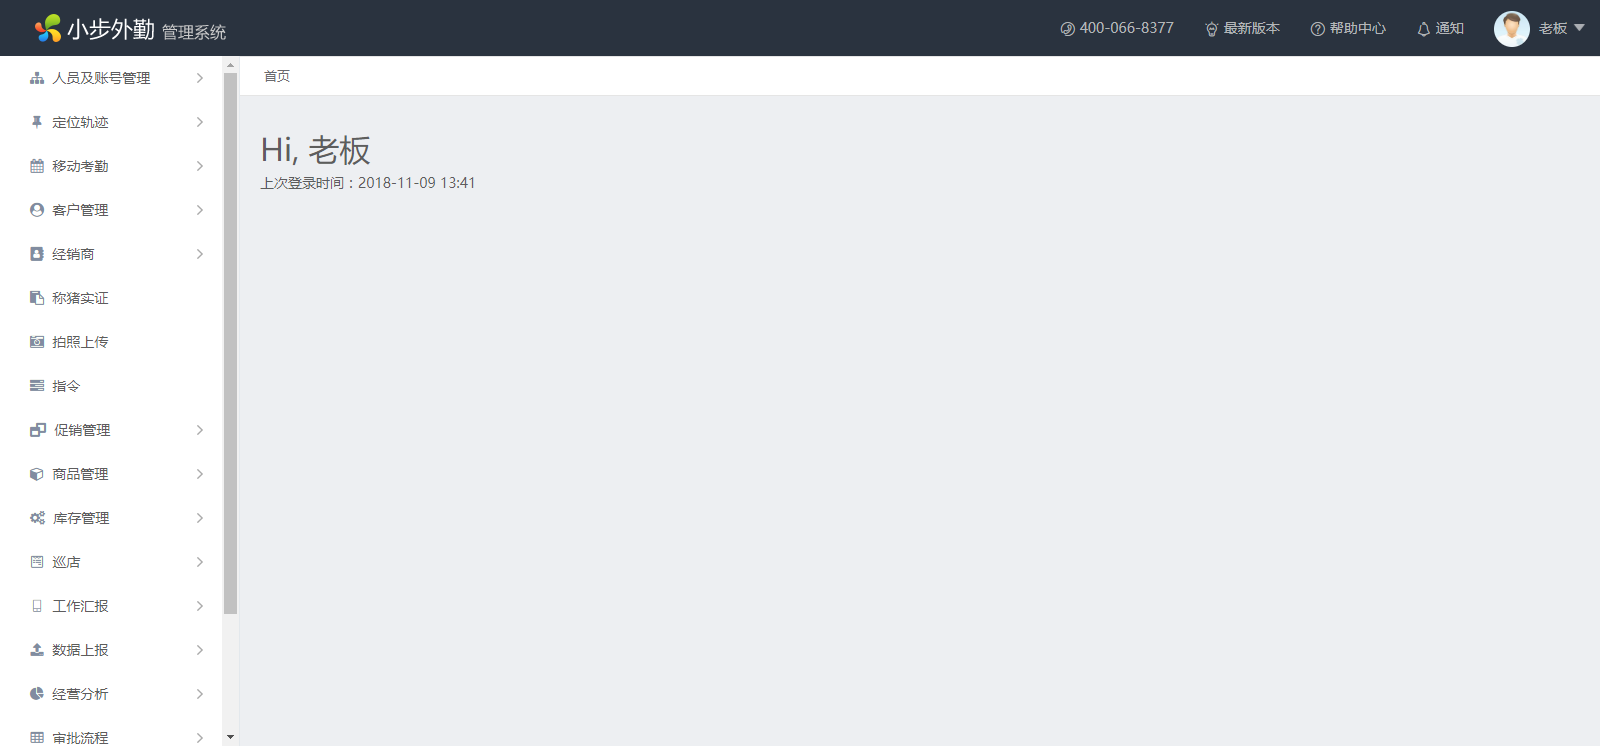 小步外勤 管理系统
400-066-8377 最新版本 帮助中心 通知 老板
人员及账号管理
定位轨迹
移动考勤
客户管理
经销商
称猪实证
拍照上传
指令
促销管理
商品管理
库存管理
巡店
工作汇报
数据上报
经营分析
审批流程
首页
Hi, 老板
上次登录时间：2018-11-09 13:41